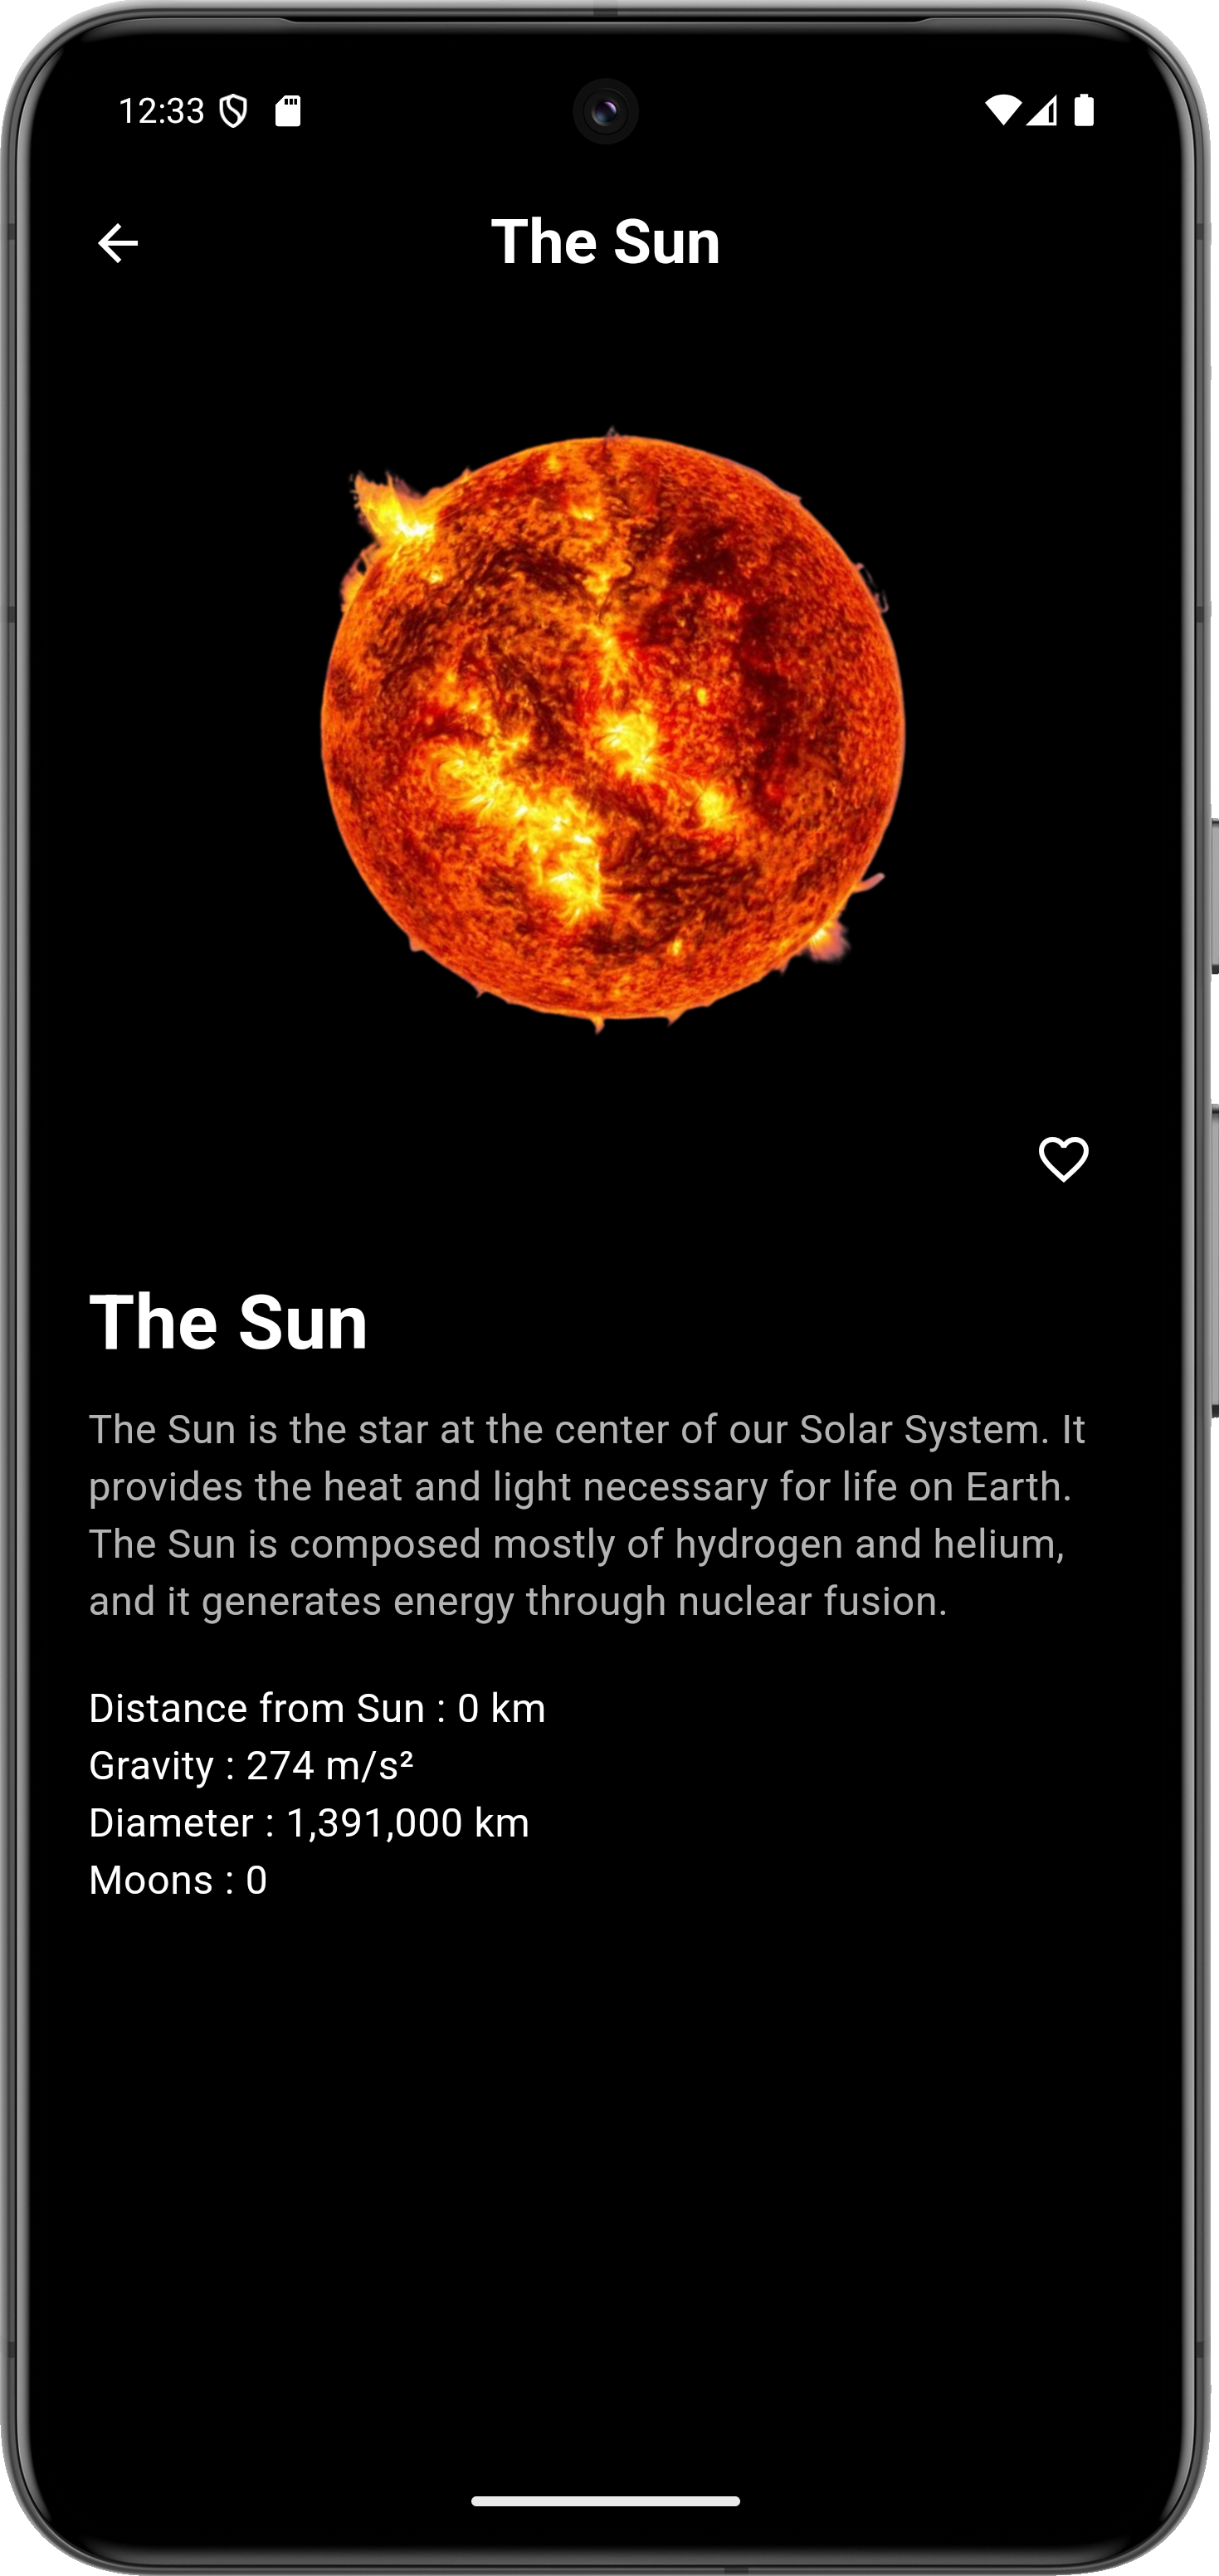 12:33
The Sun
The Sun
The Sun is the star at the center of our Solar System. It
provides the heat and light necessary for life on Earth.
The Sun is composed mostly of hydrogen and helium,
and it generates energy through nuclear fusion.
Distance from Sun : 0 km
Gravity : 274 m/s²
Diameter : 1,391,000 km
Moons : 0